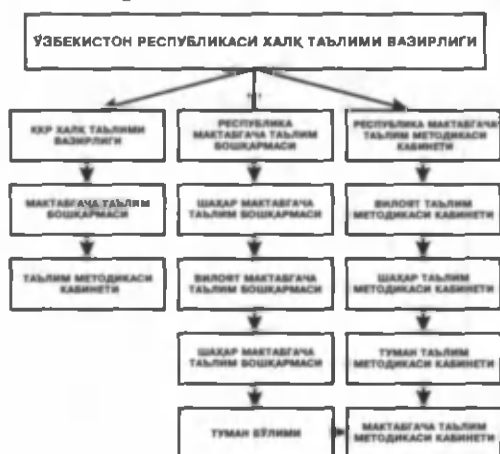 ЎЗБЕКИСТОН РЕСПУБЛИКАСИ ХАЛҚ ТАЪЛИМИ ВАЗИРЛИГИ
ҚҚР ХАЛҚ ТАЪЛИМИ
ВАЗИРЛИГИ
РЕСПУБЛИКА
МАКТАБГАЧА ТАЪЛИМ
БОШҚАРМАСИ
РЕСПУБЛИКА МАКТАБГАЧА
ТАЪЛИМ МЕТОДИКАСИ
КАБИНЕТИ
МАКТАБГАЧА ТАЪЛИМ
БОШҚАРМАСИ
ШАҲАР МАКТАБГАЧА
ТАЪЛИМ БОШҚАРМАСИ
ВИЛОЯТ ТАЪЛИМ
МЕТОДИКАСИ КАБИНЕТИ
ТАЪЛИМ МЕТОДИКАСИ
КАБИНЕТИ
ВИЛОЯТ МАКТАБГАЧА
ТАЪЛИМ БОШҚАРМАСИ
ШАҲАР ТАЪЛИМ
МЕТОДИКАСИ КАБИНЕТИ
ШАҲАР МАКТАБГАЧА
ТАЪЛИМ БОШҚАРМАСИ
ТУМАН ТАЪЛИМ
МЕТОДИКАСИ КАБИНЕТИ
ТУМАН БЎЛИМИ
МАКТАБГАЧА ТАЪЛИМ
МЕТОДИКАСИ КАБИНЕТИ